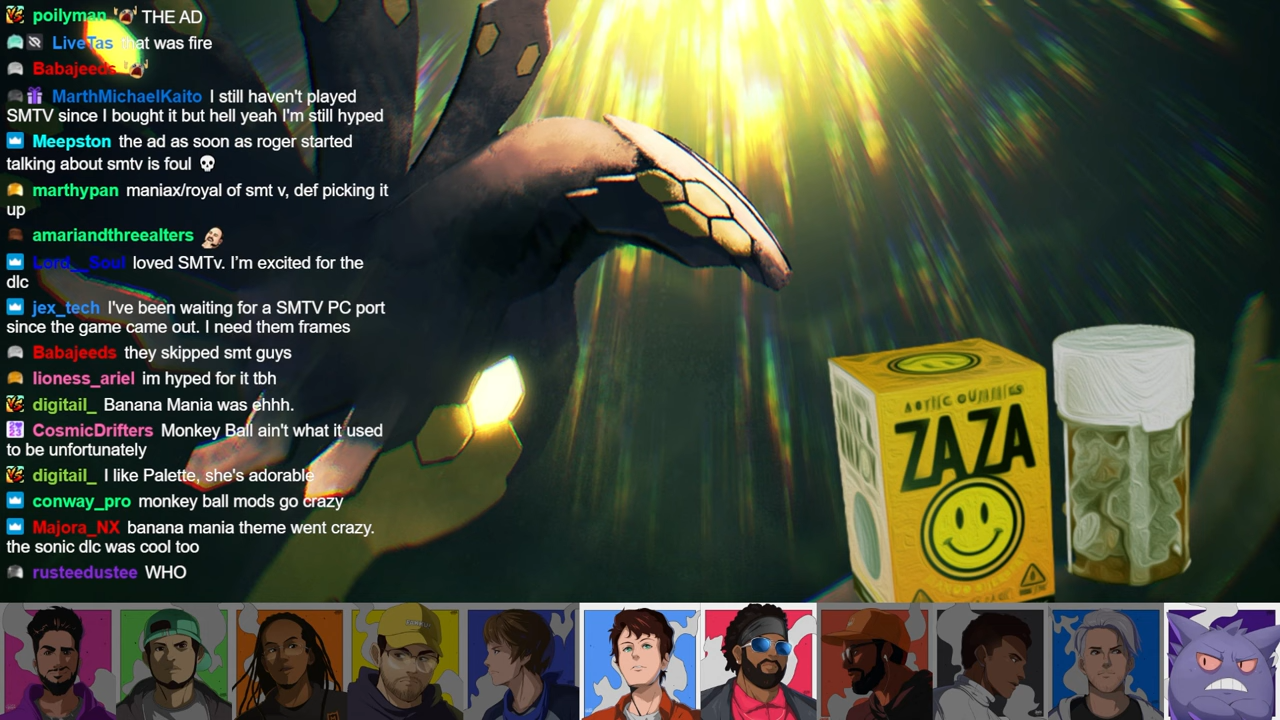 poilyman THE AD
LiveTas that was fire
Babajeeds
MarthMichaelKaito I still haven't played
SMTV since I bought it but hell yeah I'm still hyped
Meepston the ad as soon as roger started
talking about smtv is foul
marthypan maniax/royal of smt v, def picking it
up
amariandthreealters
Lord__Soul loved SMTv. I'm excited for the
dlc
jex_tech I've been waiting for a SMTV PC port
since the game came out. I need them frames
Babajeeds they skipped smt guys
lioness_ariel im hyped for it tbh
digitail_ Banana Mania was ehhh.
CosmicDrifters Monkey Ball ain't what it used
to be unfortunately
digitail_ I like Palette, she's adorable
conway_pro monkey ball mods go crazy
Majora_NX banana mania theme went crazy.
the sonic dlc was cool too
rusteedustee WHO
ZAZA